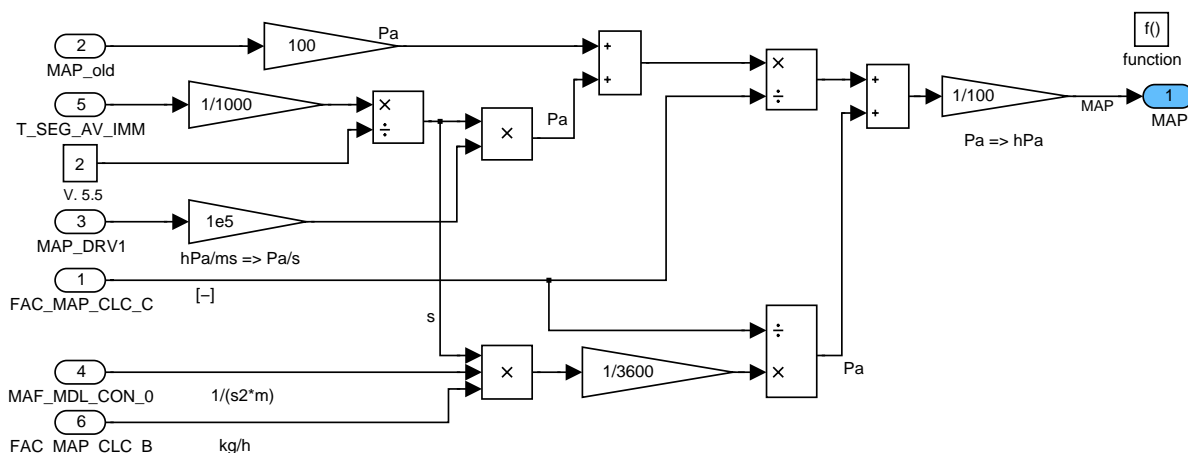 f()
function
2
100
Pa
MAP_old
+
+
×
÷
5
1/1000
T_SEG_AV_IMM
×
÷
×
Pa
+
+
1/100
MAP
1
MAP
Pa => hPa
2
V. 5.5
3
1e5
MAP_DRV1
hPa/ms => Pa/s
1
FAC_MAP_CLC_C
[–]
s
÷
×
Pa
4
MAF_MDL_CON_0
1/(s2*m)
×
1/3600
6
FAC_MAP_CLC_B
kg/h